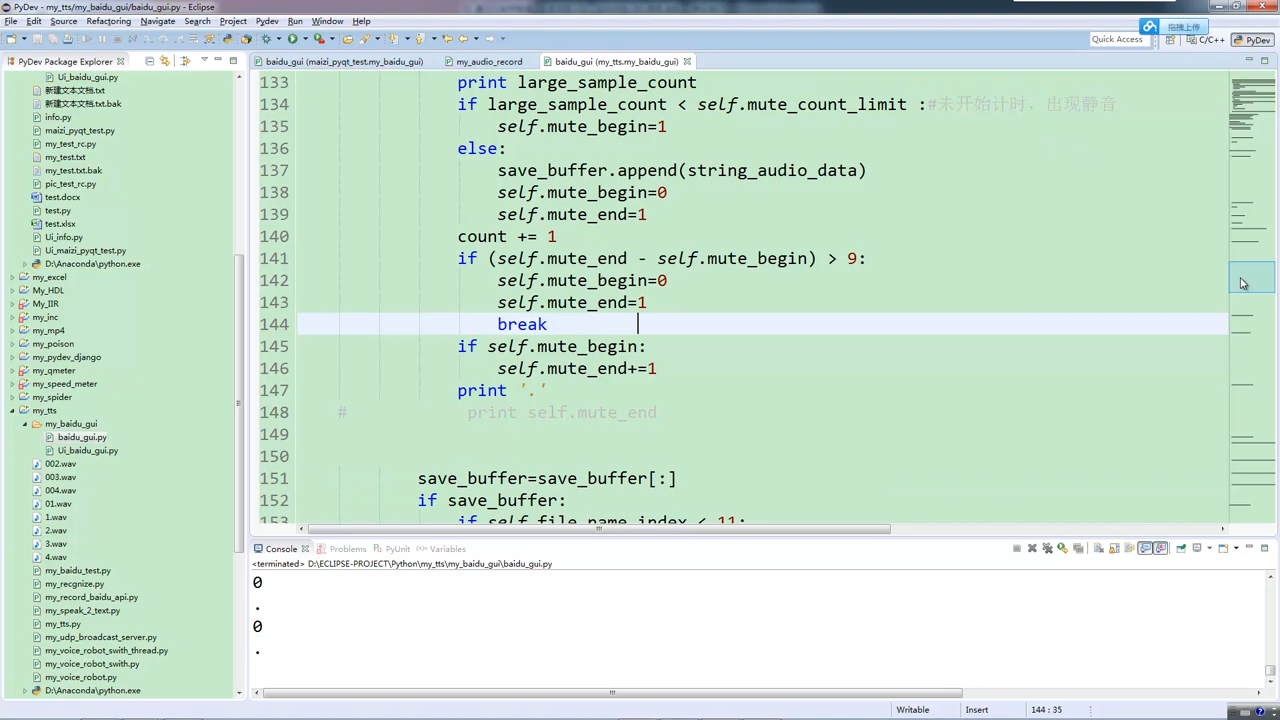 PyDev - my_tts/my_baidu_gui/baidu_gui.py - Eclipse
File Edit Source Refactoring Navigate Search Project Pydev Run Window Help
拖拽上传
Quick Access
C/C++
PyDev
PyDev Package Explorer
Ui_baidu_gui.py
新建文本文档.txt
新建文本文档.txt.bak
info.py
maizi_pyqt_test.py
my_test_rc.py
my_test.txt
my_test.txt.bak
pic_test_rc.py
test.docx
test.py
test.xlsx
Ui_info.py
Ui_maizi_pyqt_test.py
D:\Anaconda\python.exe
my_excel
My_HDL
My_IIR
my_inc
my_mp4
my_poison
my_pydev_django
my_qmeter
my_speed_meter
my_spider
my_tts
my_baidu_gui
baidu_gui.py
Ui_baidu_gui.py
002.wav
003.wav
004.wav
01.wav
1.wav
2.wav
3.wav
4.wav
my_baidu_test.py
my_recgnize.py
my_record_baidu_api.py
my_speak_2_text.py
my_tts.py
my_udp_broadcast_server.py
my_voice_robot_swith_thread.py
my_voice_robot_swith.py
my_voice_robot.py
D:\Anaconda\python.exe
baidu_gui (maizi_pyqt_test.my_baidu_gui)
my_audio_record
baidu_gui (my_tts.my_baidu_gui)
133 print large_sample_count
134 if large_sample_count < self.mute_count_limit :#未开始计时，出现静音
135 self.mute_begin=1
136 else:
137 save_buffer.append(string_audio_data)
138 self.mute_begin=0
139 self.mute_end=1
140 count += 1
141 if (self.mute_end - self.mute_begin) > 9:
142 self.mute_begin=0
143 self.mute_end=1
144 break
145 if self.mute_begin:
146 self.mute_end+=1
147 print '.'
148 # print self.mute_end
149
150
151 save_buffer=save_buffer[:]
152 if save_buffer:
153 if self.file_name_index < 11:
Console Problems PyUnit Variables
<terminated> D:\ECLIPSE-PROJECT\Python\my_tts\my_baidu_gui\baidu_gui.py
0
.
0
.
Writable Insert 144 : 35